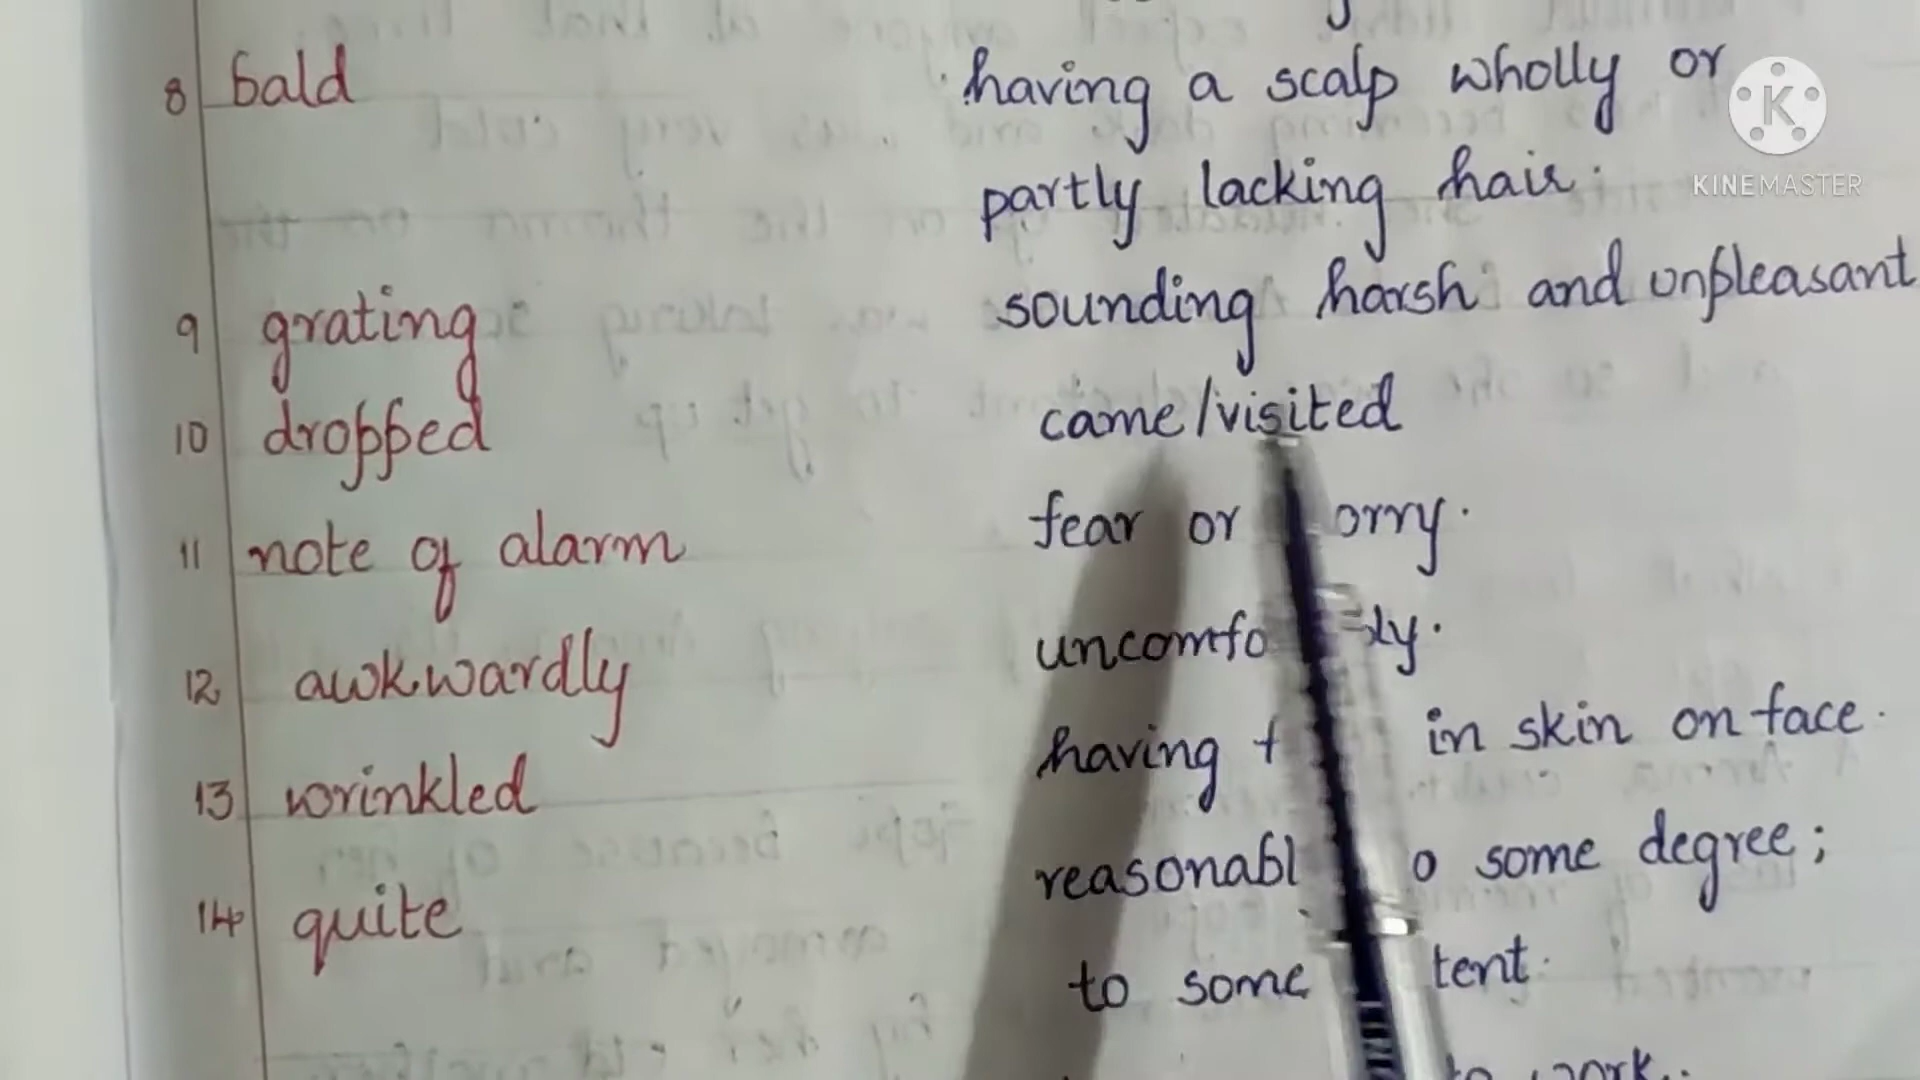 8 bald having a scalp wholly or
partly lacking hair.
9 grating sounding harsh and unpleasant
10 dropped came/visited
11 note of alarm fear or orry.
12 awkwardly uncomfo ly.
13 wrinkled having in skin on face.
14 quite reasonabl o some degree;
to some tent.
to work.
K
KINEMASTER